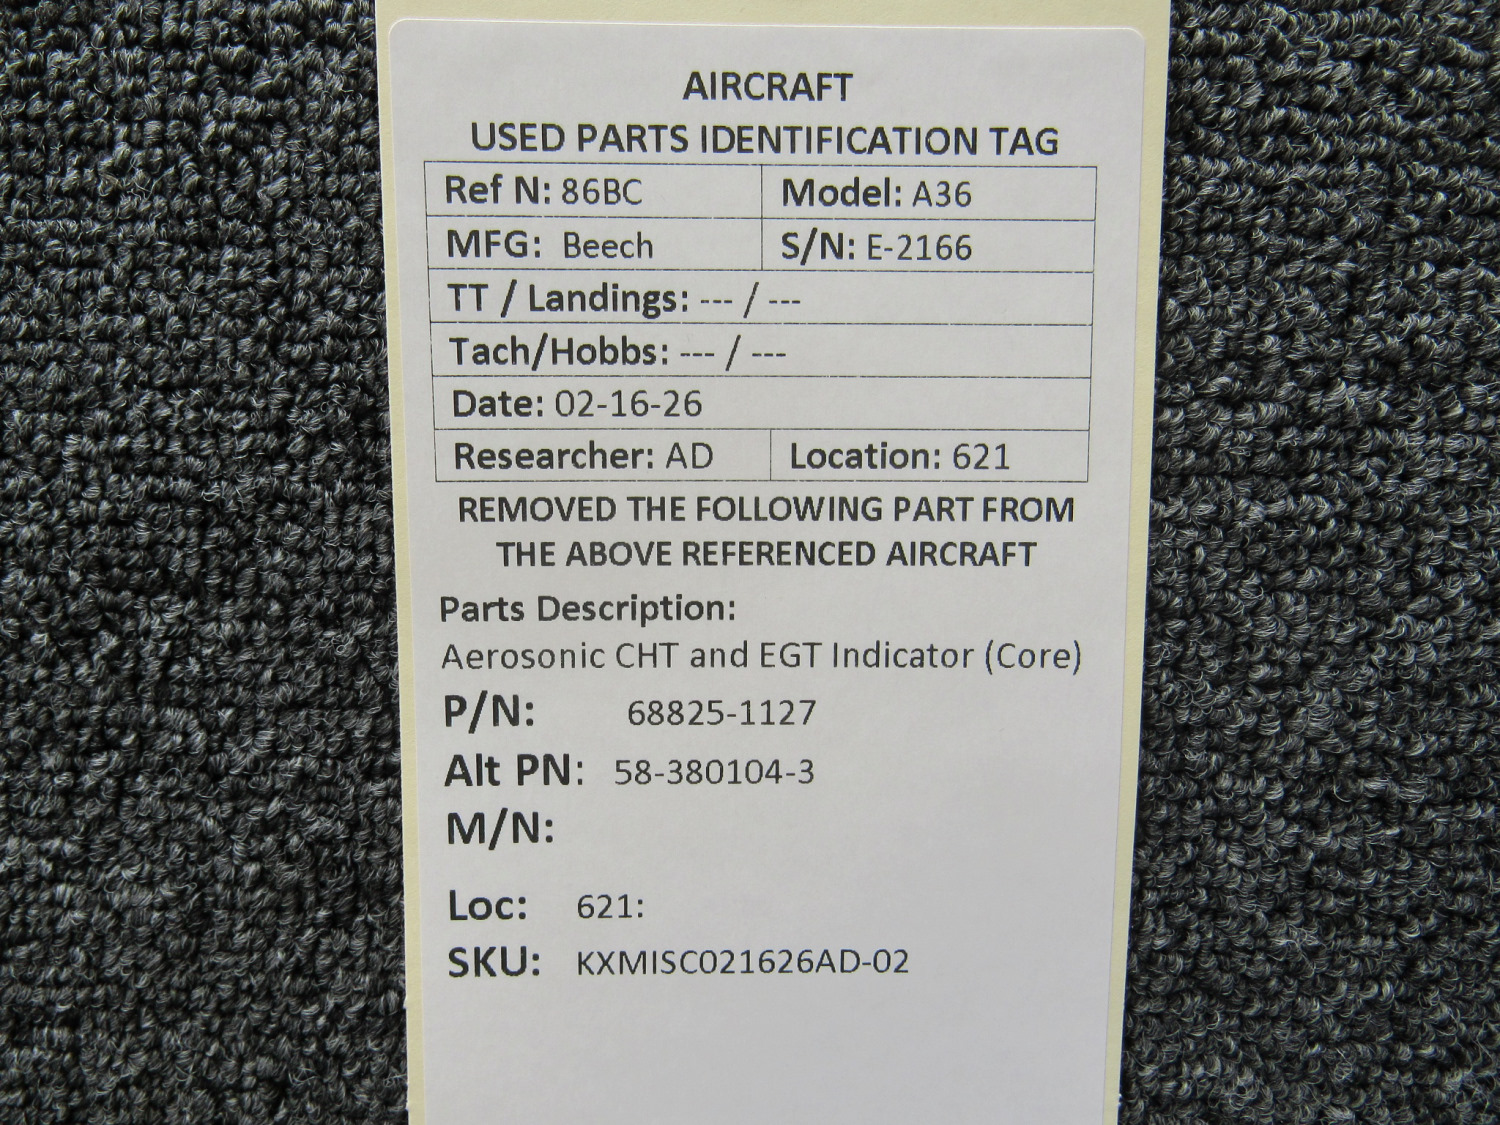 AIRCRAFT
USED PARTS IDENTIFICATION TAG
Ref N: 86BC Model: A36
MFG: Beech S/N: E-2166
TT / Landings: --- / ---
Tach/Hobbs: --- / ---
Date: 02-16-26
Researcher: AD Location: 621
REMOVED THE FOLLOWING PART FROM
THE ABOVE REFERENCED AIRCRAFT
Parts Description:
Aerosonic CHT and EGT Indicator (Core)
P/N: 68825-1127
Alt PN: 58-380104-3
M/N:
Loc: 621:
SKU: KXMISC021626AD-02